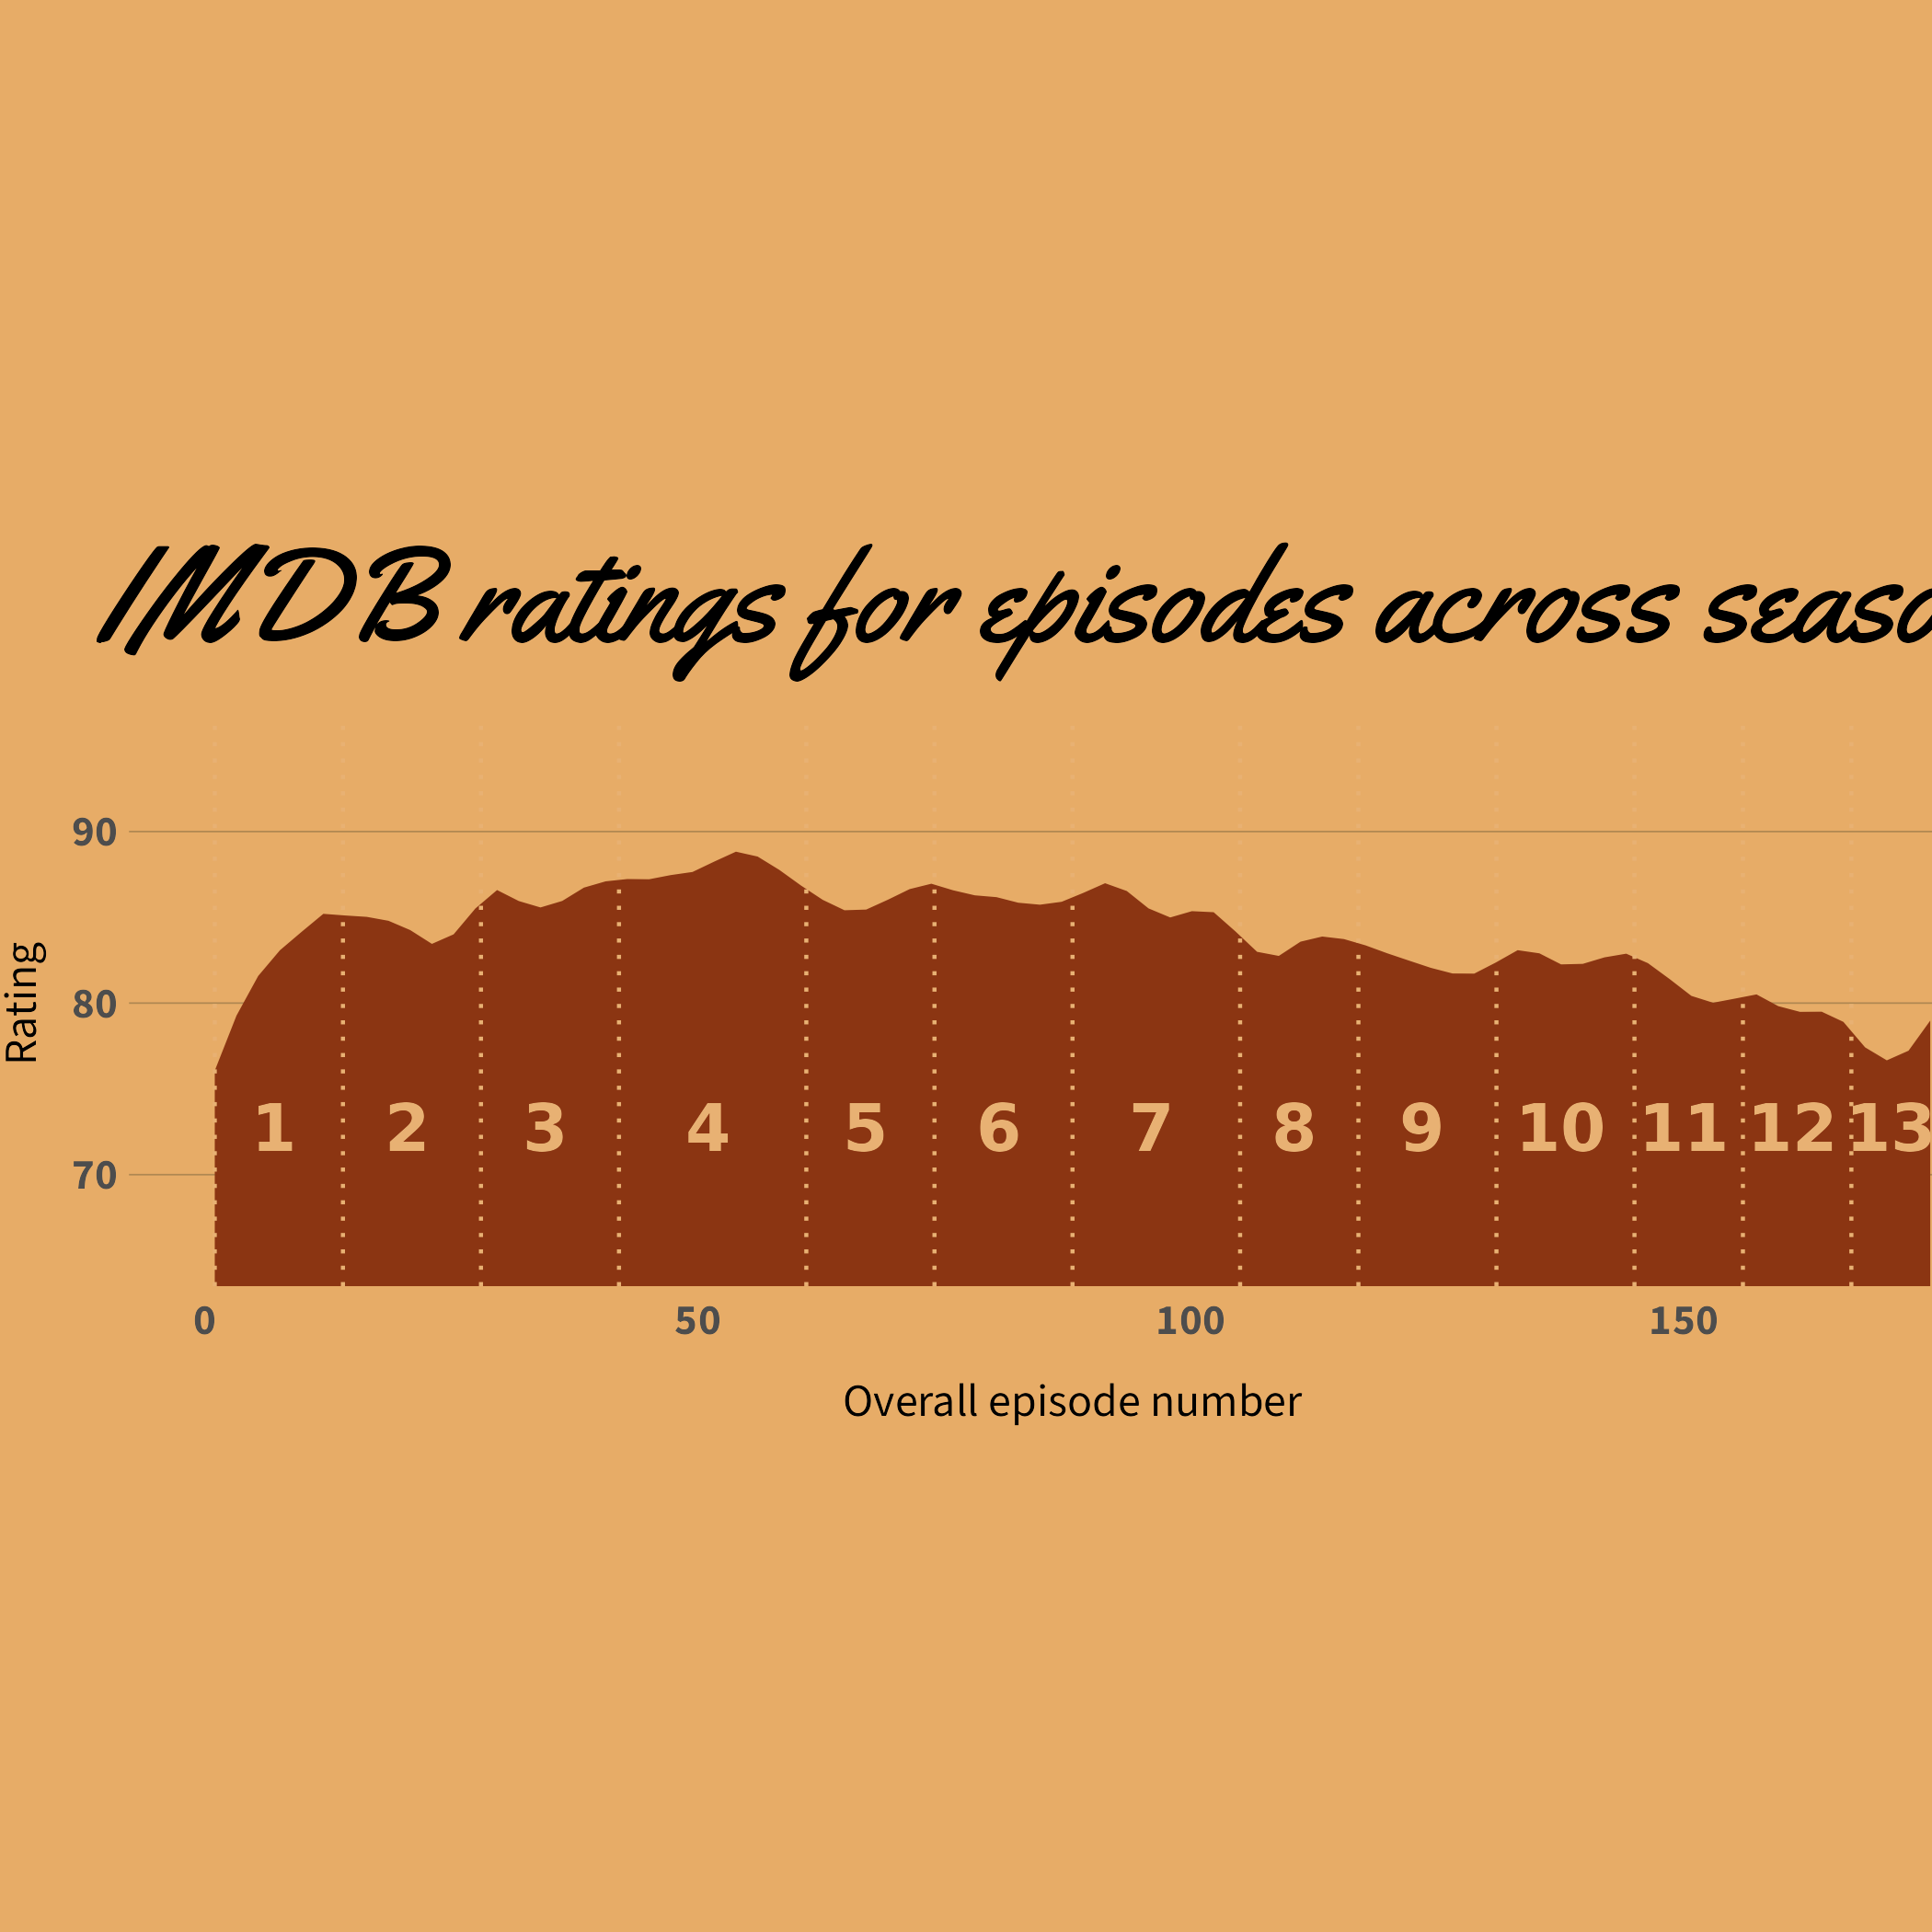 IMDB ratings for episodes across seaso
90
80
70
Rating
1 2 3 4 5 6 7 8 9 10 11 12 13
0 50 100 150
Overall episode number